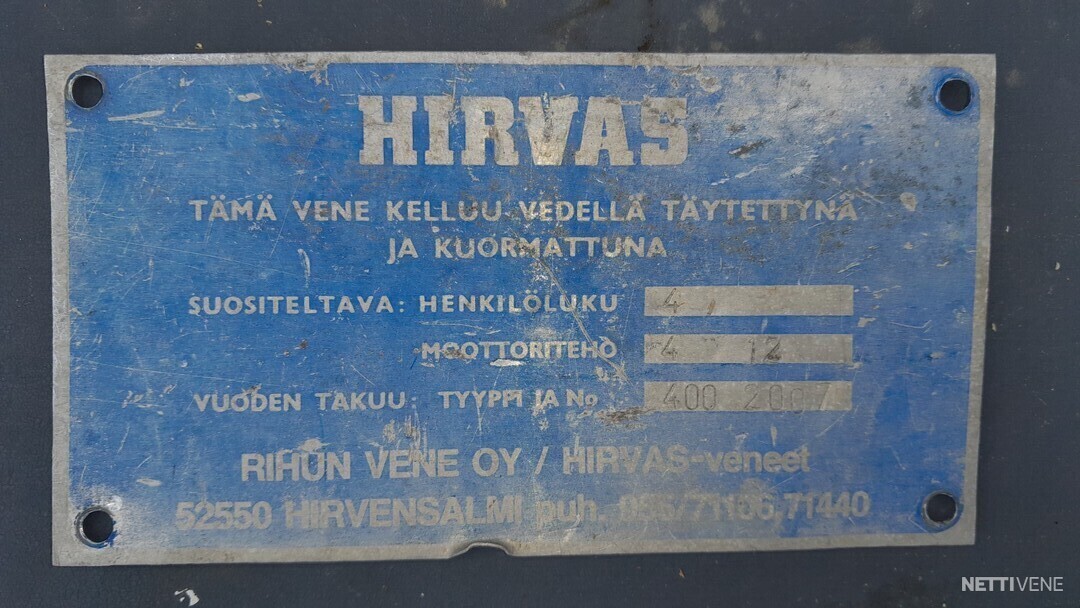 HIRVAS
TÄMÄ VENE KELLUU VEDELLÄ TÄYTETTYNÄ
JA KUORMATTUNA
SUOSITELTAVA: HENKILÖLUKU 4
MOOTTORITEHO 4 12
VUODEN TAKUU: TYYPPI JA No 400 2007
RIHUN VENE OY / HIRVAS-veneet
52550 HIRVENSALMI puh. 71440
NETTIVENE